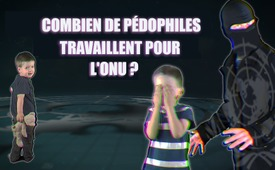 COMBIEN DE PÉDOPHILES
TRAVAILLENT POUR
L'ONU ?